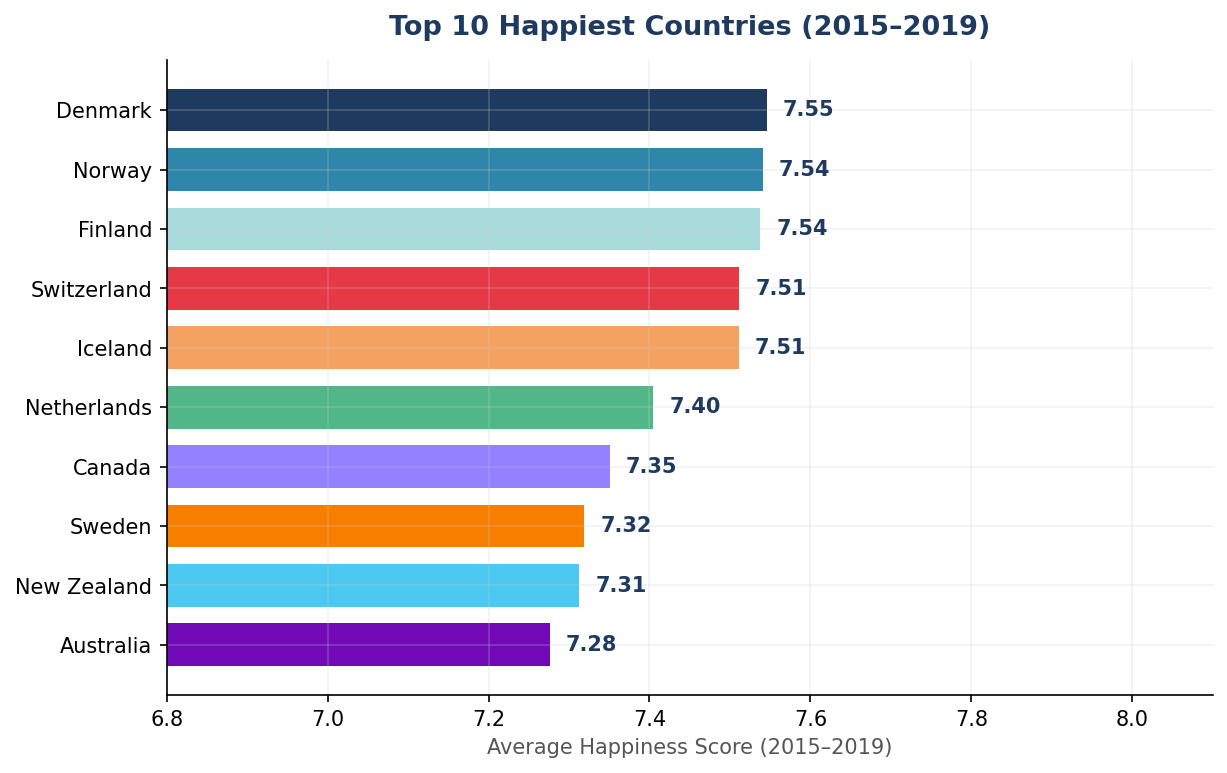 Top 10 Happiest Countries (2015–2019)
Denmark 7.55
Norway 7.54
Finland 7.54
Switzerland 7.51
Iceland 7.51
Netherlands 7.40
Canada 7.35
Sweden 7.32
New Zealand 7.31
Australia 7.28
6.8 7.0 7.2 7.4 7.6 7.8 8.0
Average Happiness Score (2015–2019)